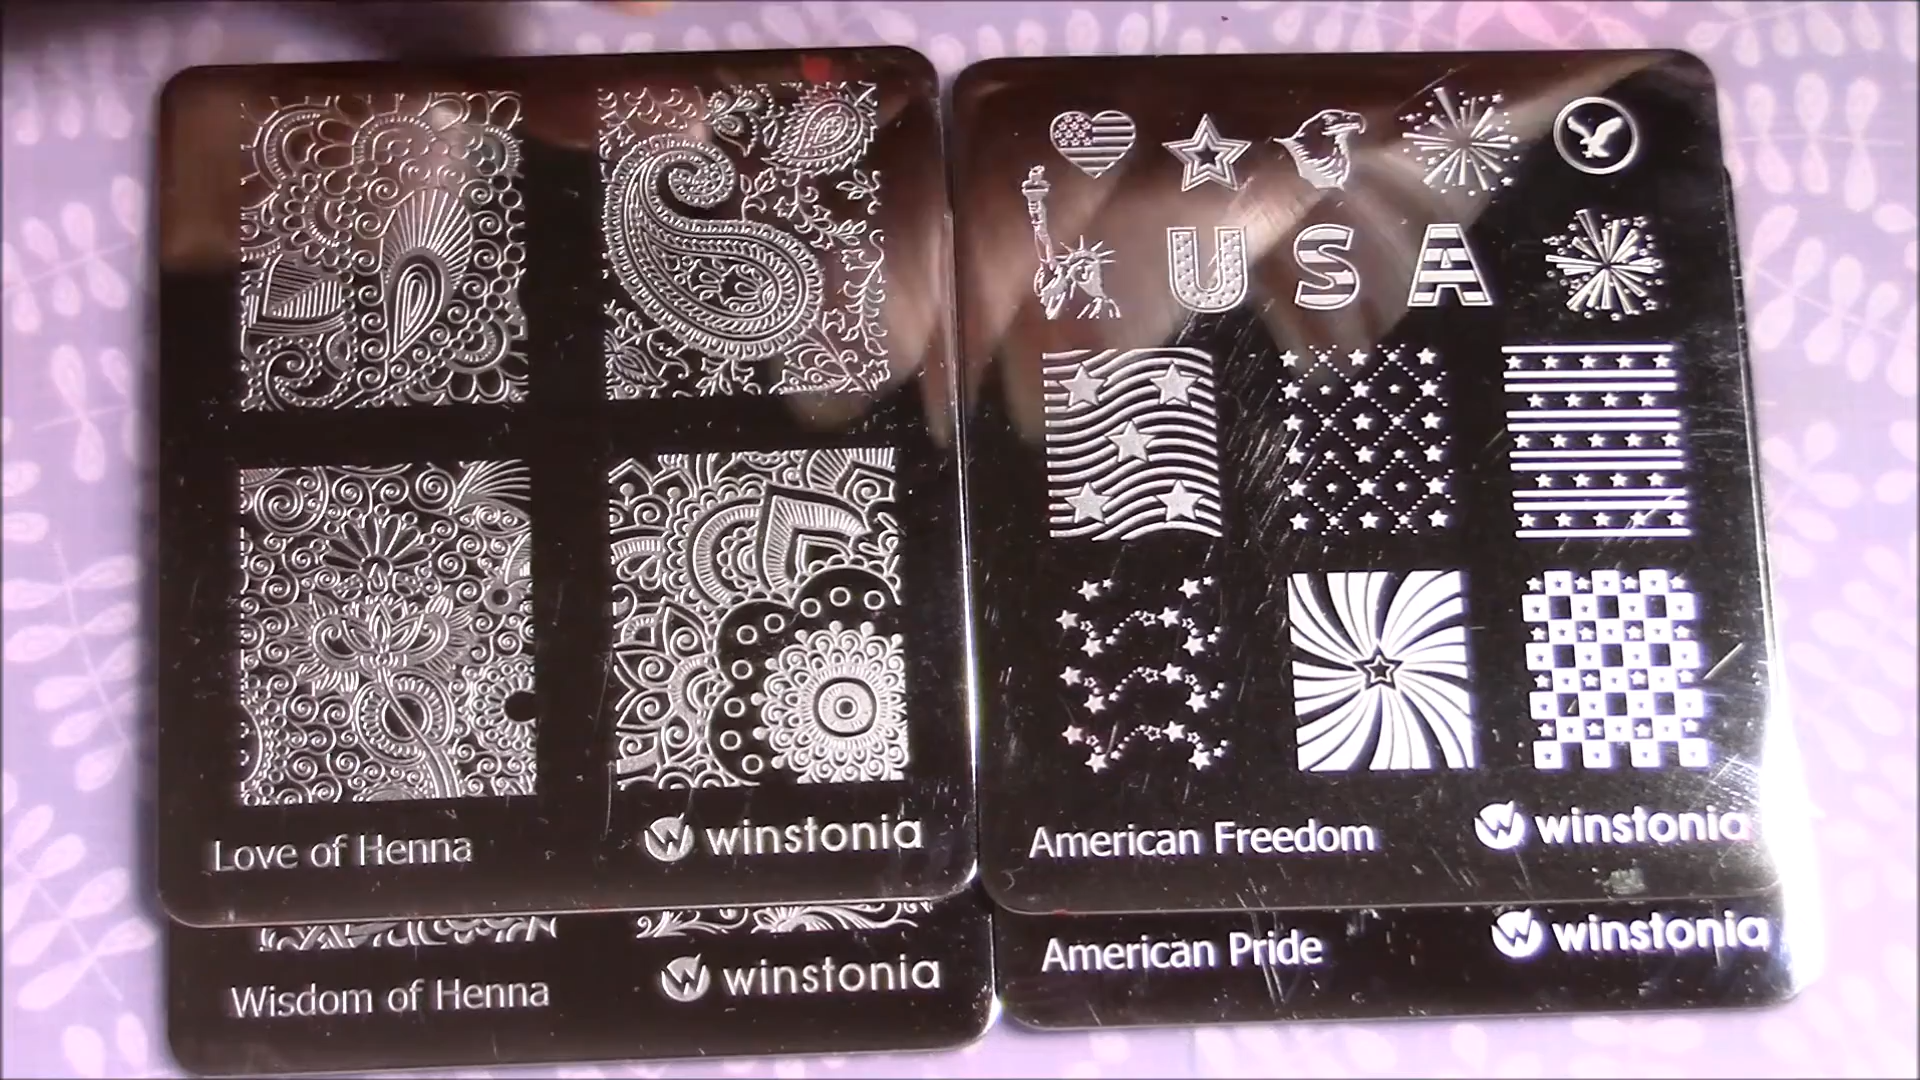 USA
Love of Henna
winstonia
American Freedom
winstonia
Wisdom of Henna
winstonia
American Pride
winstonia